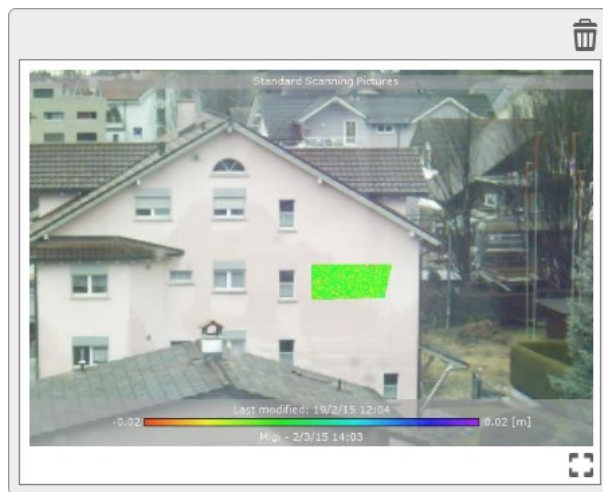 Standard Scanning Pictures
Last modified: 19/2/15 12:04
-0.02 0.02 [m]
Migi - 2/3/15 14:03